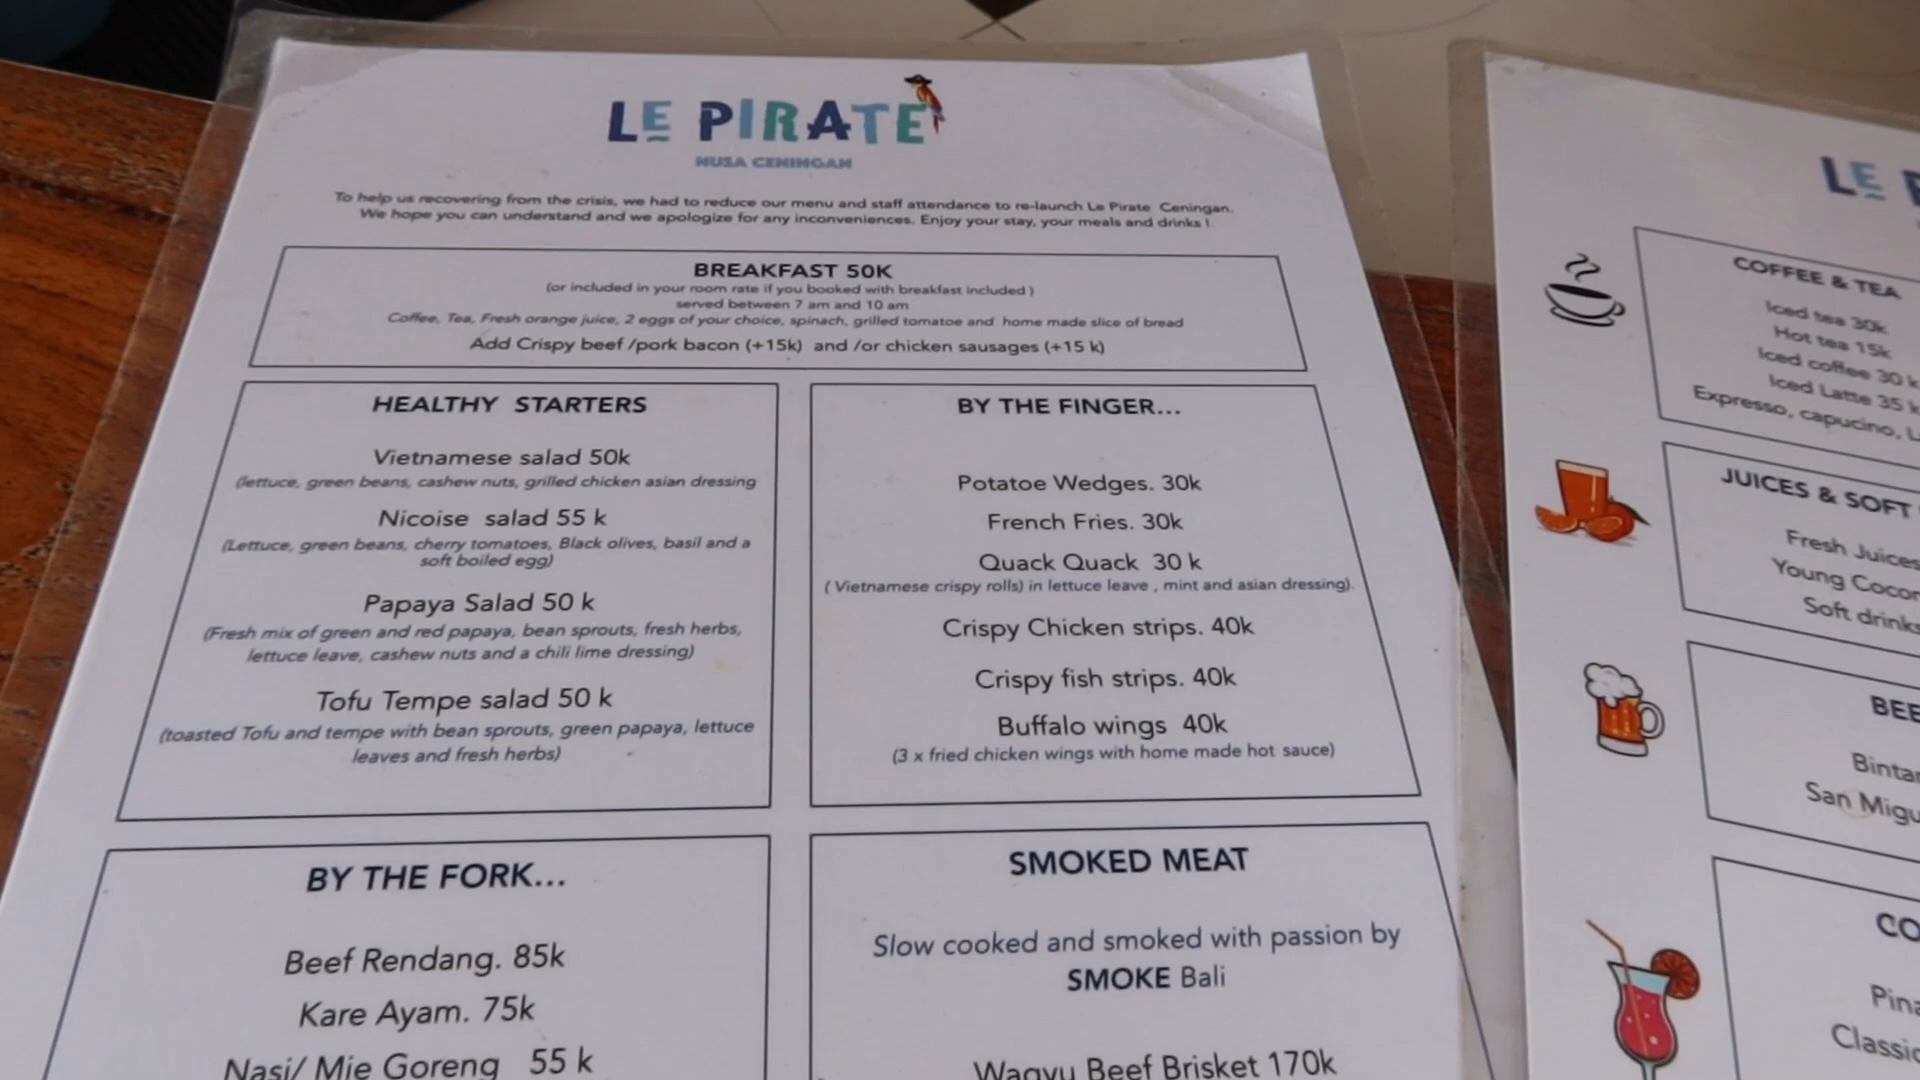 LE PIRATE
NUSA CENINGAN
To help us recovering from the crisis, we had to reduce our menu and staff attendance to re-launch Le Pirate Ceningan.
We hope you can understand and we apologize for any inconveniences. Enjoy your stay, your meals and drinks !
BREAKFAST 50K
(or included in your room rate if you booked with breakfast included )
served between 7 am and 10 am
Coffee, Tea, Fresh orange juice, 2 eggs of your choice, spinach, grilled tomatoe and home made slice of bread
Add Crispy beef /pork bacon (+15k) and /or chicken sausages (+15 k)
HEALTHY STARTERS
Vietnamese salad 50k
(lettuce, green beans, cashew nuts, grilled chicken asian dressing
Nicoise salad 55 k
(Lettuce, green beans, cherry tomatoes, Black olives, basil and a
soft boiled egg)
Papaya Salad 50 k
(Fresh mix of green and red papaya, bean sprouts, fresh herbs,
lettuce leave, cashew nuts and a chili lime dressing)
Tofu Tempe salad 50 k
(toasted Tofu and tempe with bean sprouts, green papaya, lettuce
leaves and fresh herbs)
BY THE FINGER...
Potatoe Wedges. 30k
French Fries. 30k
Quack Quack 30 k
( Vietnamese crispy rolls) in lettuce leave , mint and asian dressing).
Crispy Chicken strips. 40k
Crispy fish strips. 40k
Buffalo wings 40k
(3 x fried chicken wings with home made hot sauce)
BY THE FORK...
Beef Rendang. 85k
Kare Ayam. 75k
Nasi/ Mie Goreng 55 k
SMOKED MEAT
Slow cooked and smoked with passion by
SMOKE Bali
Wagyu Beef Brisket 170k
LE
COFFEE & TEA
Iced tea 30k
Hot tea 15k
Iced coffee 30 k
Iced Latte 35 k
Expresso, capucino,
JUICES & SOFT
Fresh Juices
Young
Soft drinks
San